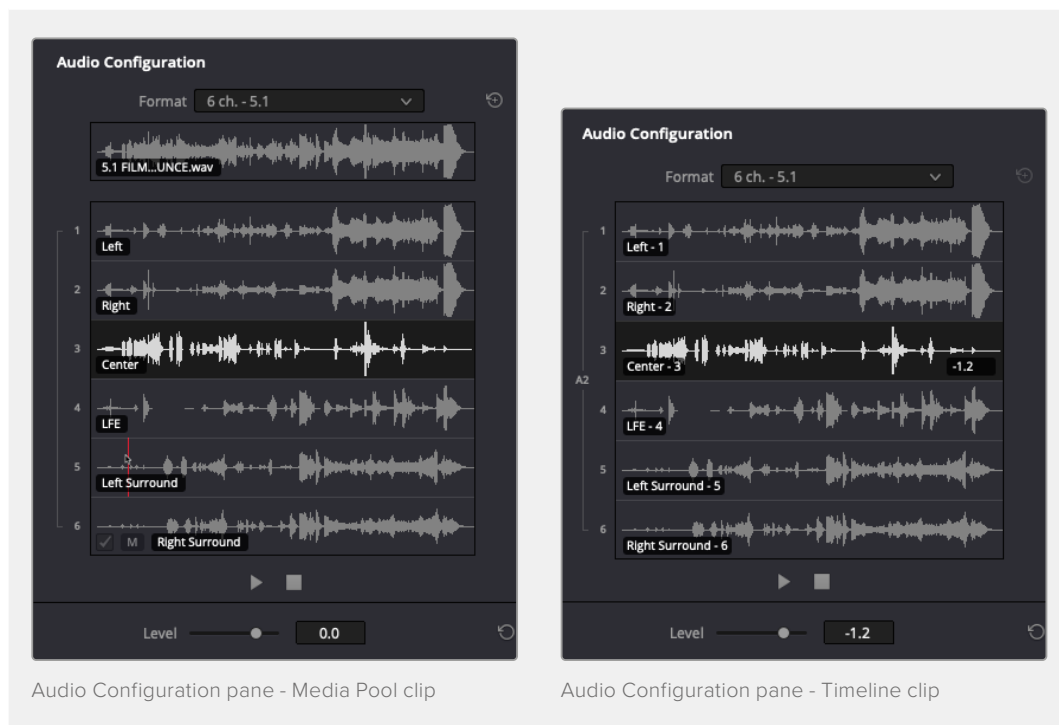 Audio Configuration
Format 6 ch. - 5.1
5.1 FILM...UNCE.wav
1
Left
2
Right
3
Center
4
LFE
5
Left Surround
6
M Right Surround
Level 0.0
Audio Configuration pane - Media Pool clip
Audio Configuration
Format 6 ch. - 5.1
1
Left - 1
2
Right - 2
3
Center - 3 -1.2
A2
4
LFE - 4
5
Left Surround - 5
6
Right Surround - 6
Level -1.2
Audio Configuration pane - Timeline clip